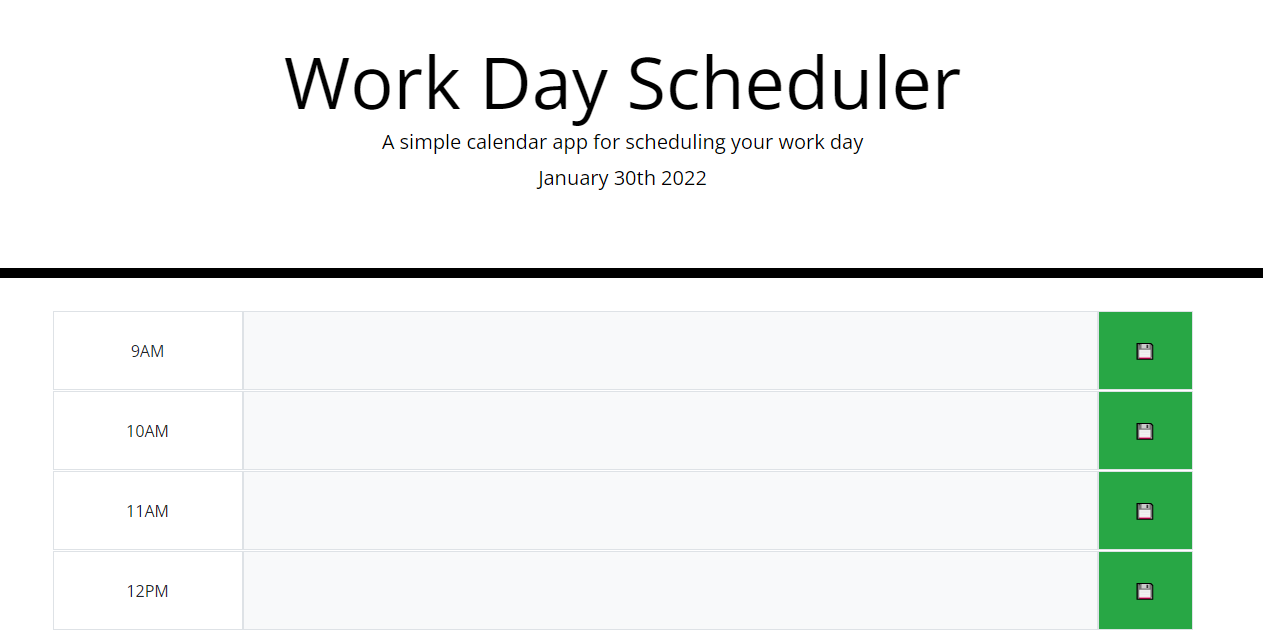 Work Day Scheduler
A simple calendar app for scheduling your work day
January 30th 2022
9AM
10AM
11AM
12PM